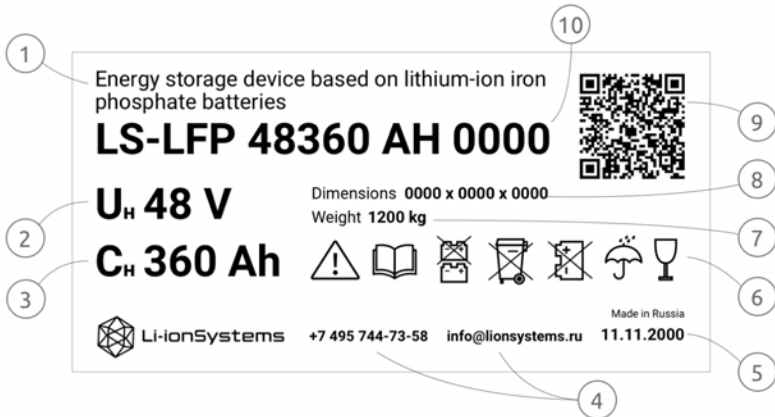 10
1
Energy storage device based on lithium-ion iron
phosphate batteries
LS-LFP 48360 AH 0000
9
Dimensions 0000 x 0000 x 0000
8
Uн 48 V
Weight 1200 kg
2
7
Cн 360 Ah
3
6
Made in Russia
Li-ionSystems +7 495 744-73-58 info@lionsystems.ru 11.11.2000
5
4